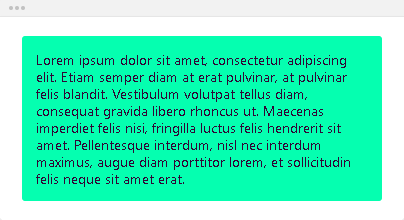 Lorem ipsum dolor sit amet, consectetur adipiscing
elit. Etiam semper diam at erat pulvinar, at pulvinar
felis blandit. Vestibulum volutpat tellus diam,
consequat gravida libero rhoncus ut. Maecenas
imperdiet felis nisi, fringilla luctus felis hendrerit sit
amet. Pellentesque interdum, nisl nec interdum
maximus, augue diam porttitor lorem, et sollicitudin
felis neque sit amet erat.